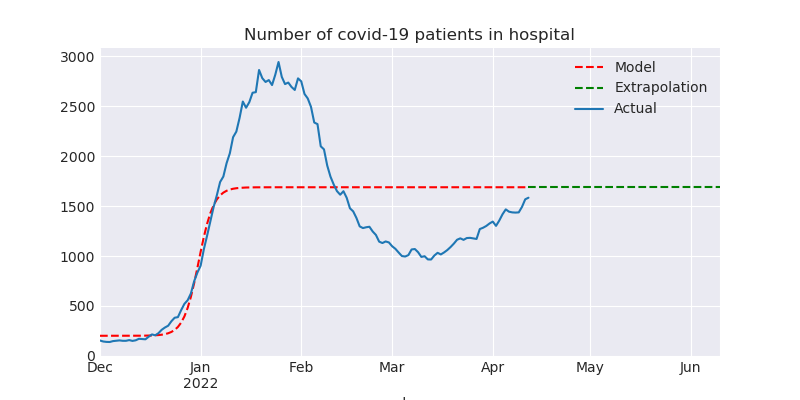 Number of covid-19 patients in hospital
3000
2500
2000
1500
1000
500
0
Model
Extrapolation
Actual
Dec Jan Feb Mar Apr May Jun
2022